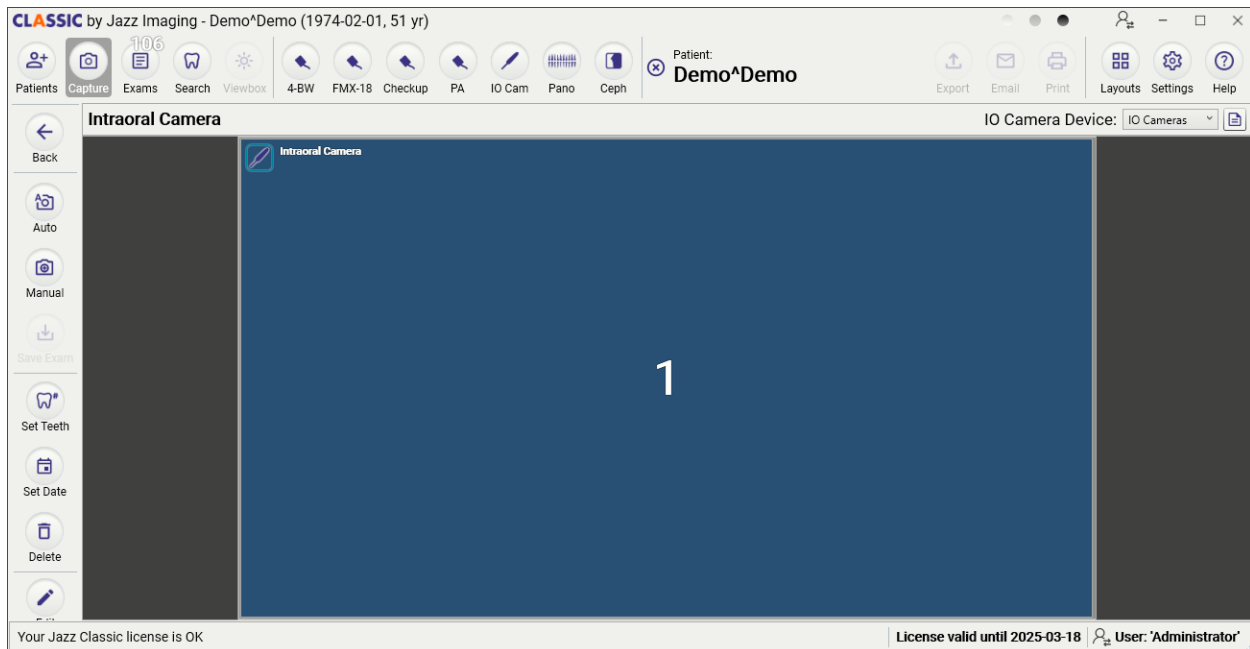 CLASSIC by Jazz Imaging - Demo^Demo (1974-02-01, 51 yr)
106
Patients Capture Exams Search Viewbox 4-BW FMX-18 Checkup PA IO Cam Pano Ceph
Patient:
Demo^Demo
Export Email Print Layouts Settings Help
Intraoral Camera
IO Camera Device: IO Cameras
Back
Intraoral Camera
Auto
Manual
Save Exam
1
Set Teeth
Set Date
Delete
Your Jazz Classic license is OK
License valid until 2025-03-18
User: 'Administrator'